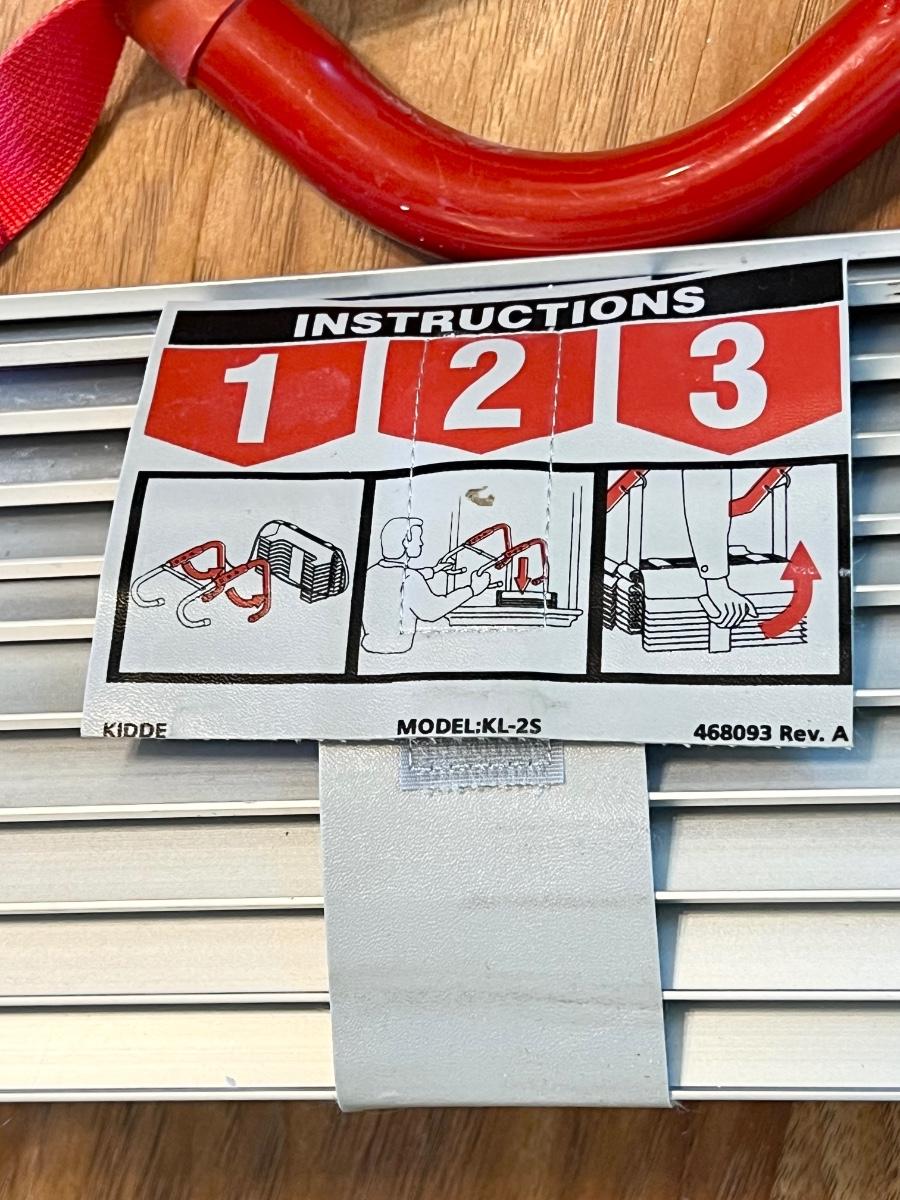 INSTRUCTIONS
1 2 3
KIDDE MODEL:KL-2S 468093 Rev. A